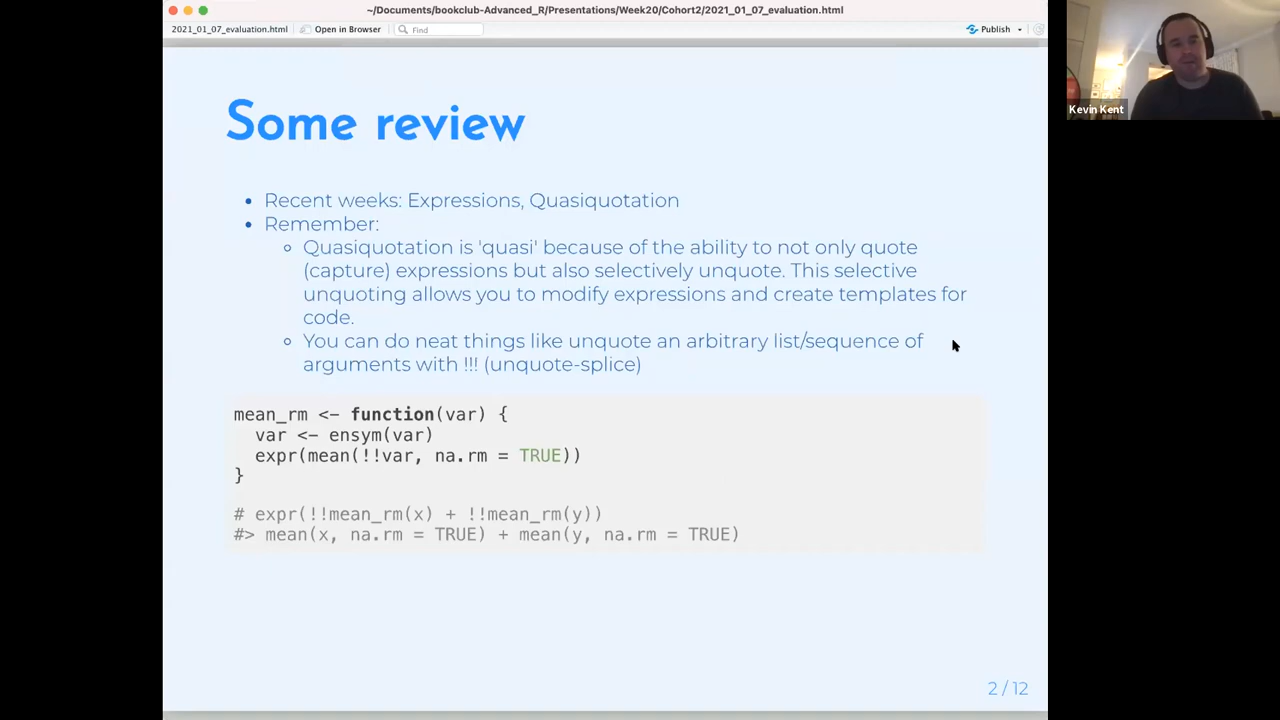 ~/Documents/bookclub-Advanced_R/Presentations/Week20/Cohort2/2021_01_07_evaluation.html
2021_01_07_evaluation.html Open in Browser Find Publish
Kevin Kent
Some review
• Recent weeks: Expressions, Quasiquotation
• Remember:
◦ Quasiquotation is 'quasi' because of the ability to not only quote
(capture) expressions but also selectively unquote. This selective
unquoting allows you to modify expressions and create templates for
code.
◦ You can do neat things like unquote an arbitrary list/sequence of
arguments with !!! (unquote-splice)
mean_rm <- function(var) {
  var <- ensym(var)
  expr(mean(!!var, na.rm = TRUE))
}
# expr(!!mean_rm(x) + !!mean_rm(y))
#> mean(x, na.rm = TRUE) + mean(y, na.rm = TRUE)
2 / 12